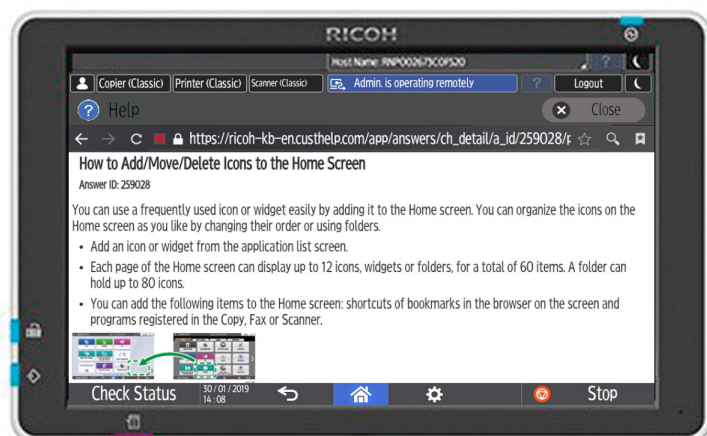 RICOH
Host Name: RNP002675C0F520
?
Copier (Classic) Printer (Classic) Scanner (Classic) Admin. is operating remotely ? Logout
? Help Close
https://ricoh-kb-en.custhelp.com/app/answers/ch_detail/a_id/259028/p
How to Add/Move/Delete Icons to the Home Screen
Answer ID: 259028
You can use a frequently used icon or widget easily by adding it to the Home screen. You can organize the icons on the
Home screen as you like by changing their order or using folders.
• Add an icon or widget from the application list screen.
• Each page of the Home screen can display up to 12 icons, widgets or folders, for a total of 60 items. A folder can
hold up to 80 icons.
• You can add the following items to the Home screen: shortcuts of bookmarks in the browser on the screen and
programs registered in the Copy, Fax or Scanner.
Check Status 30 / 01 / 2019 Stop
14 : 08